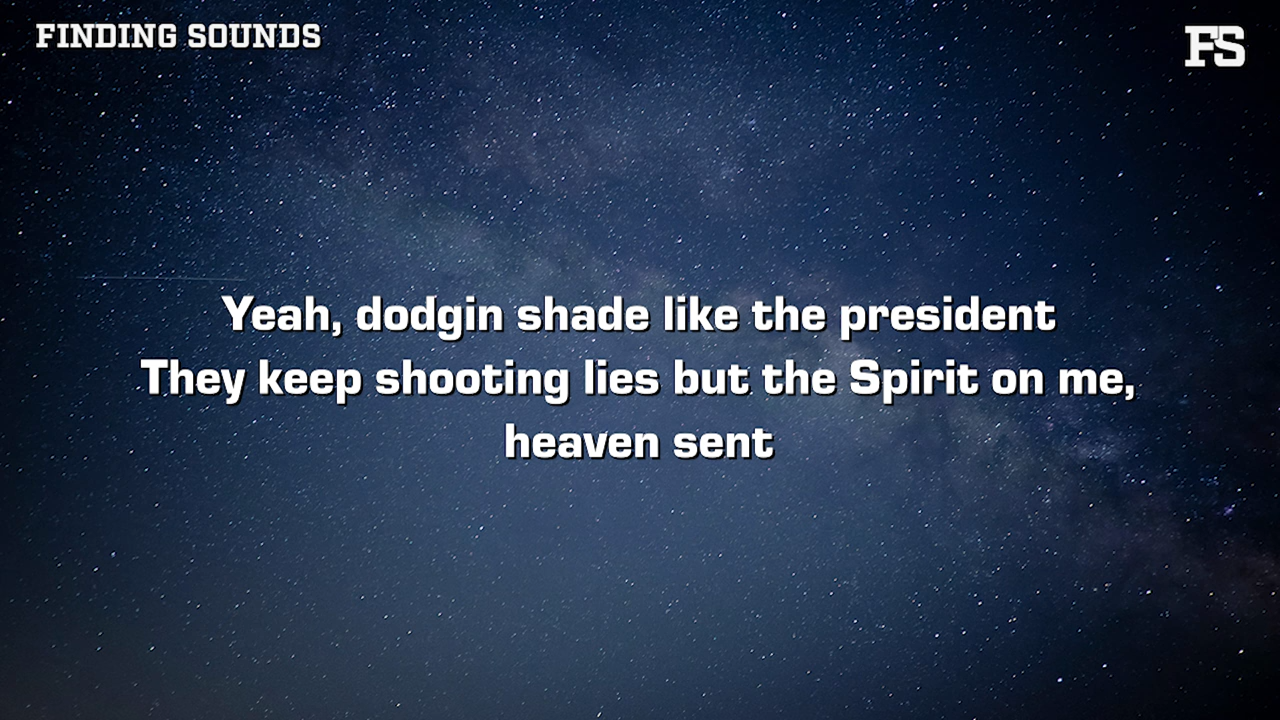 FINDING SOUNDS
FS
Yeah, dodgin shade like the president
They keep shooting lies but the Spirit on me,
heaven sent